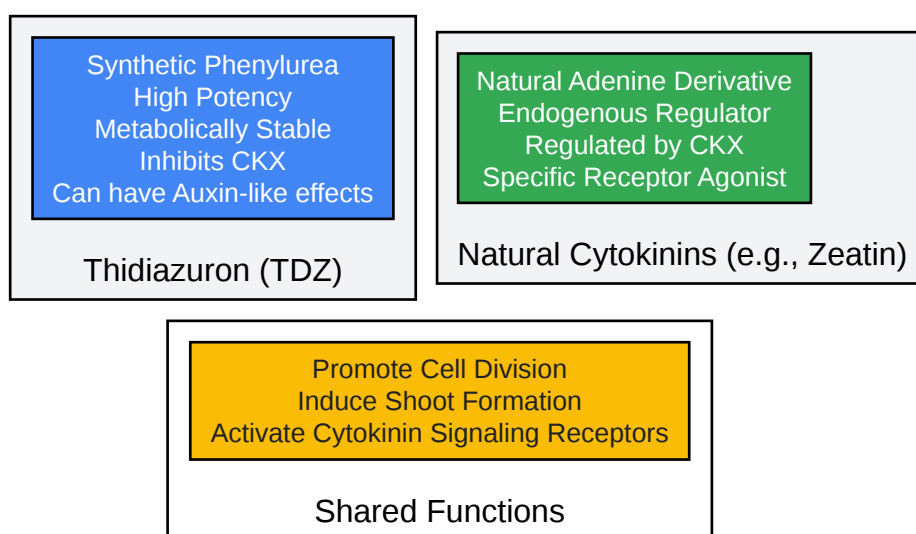 Synthetic Phenylurea
High Potency
Metabolically Stable
Inhibits CKX
Can have Auxin-like effects
Thidiazuron (TDZ)
Natural Adenine Derivative
Endogenous Regulator
Regulated by CKX
Specific Receptor Agonist
Natural Cytokinins (e.g., Zeatin)
Promote Cell Division
Induce Shoot Formation
Activate Cytokinin Signaling Receptors
Shared Functions